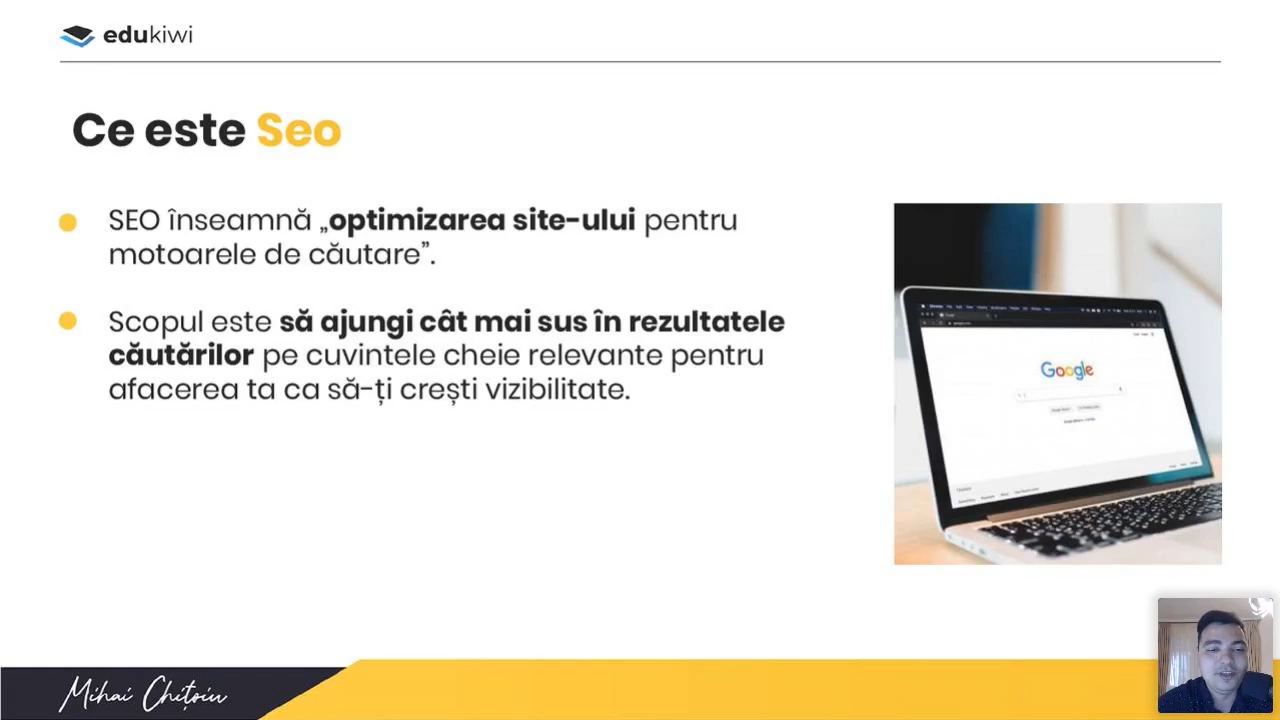 edukiwi
Ce este Seo
SEO înseamnă „optimizarea site-ului pentru
motoarele de căutare”.
Scopul este să ajungi cât mai sus în rezultatele
căutărilor pe cuvintele cheie relevante pentru
afacerea ta ca să-ți crești vizibilitate.
Google
Mihai Chițoiu